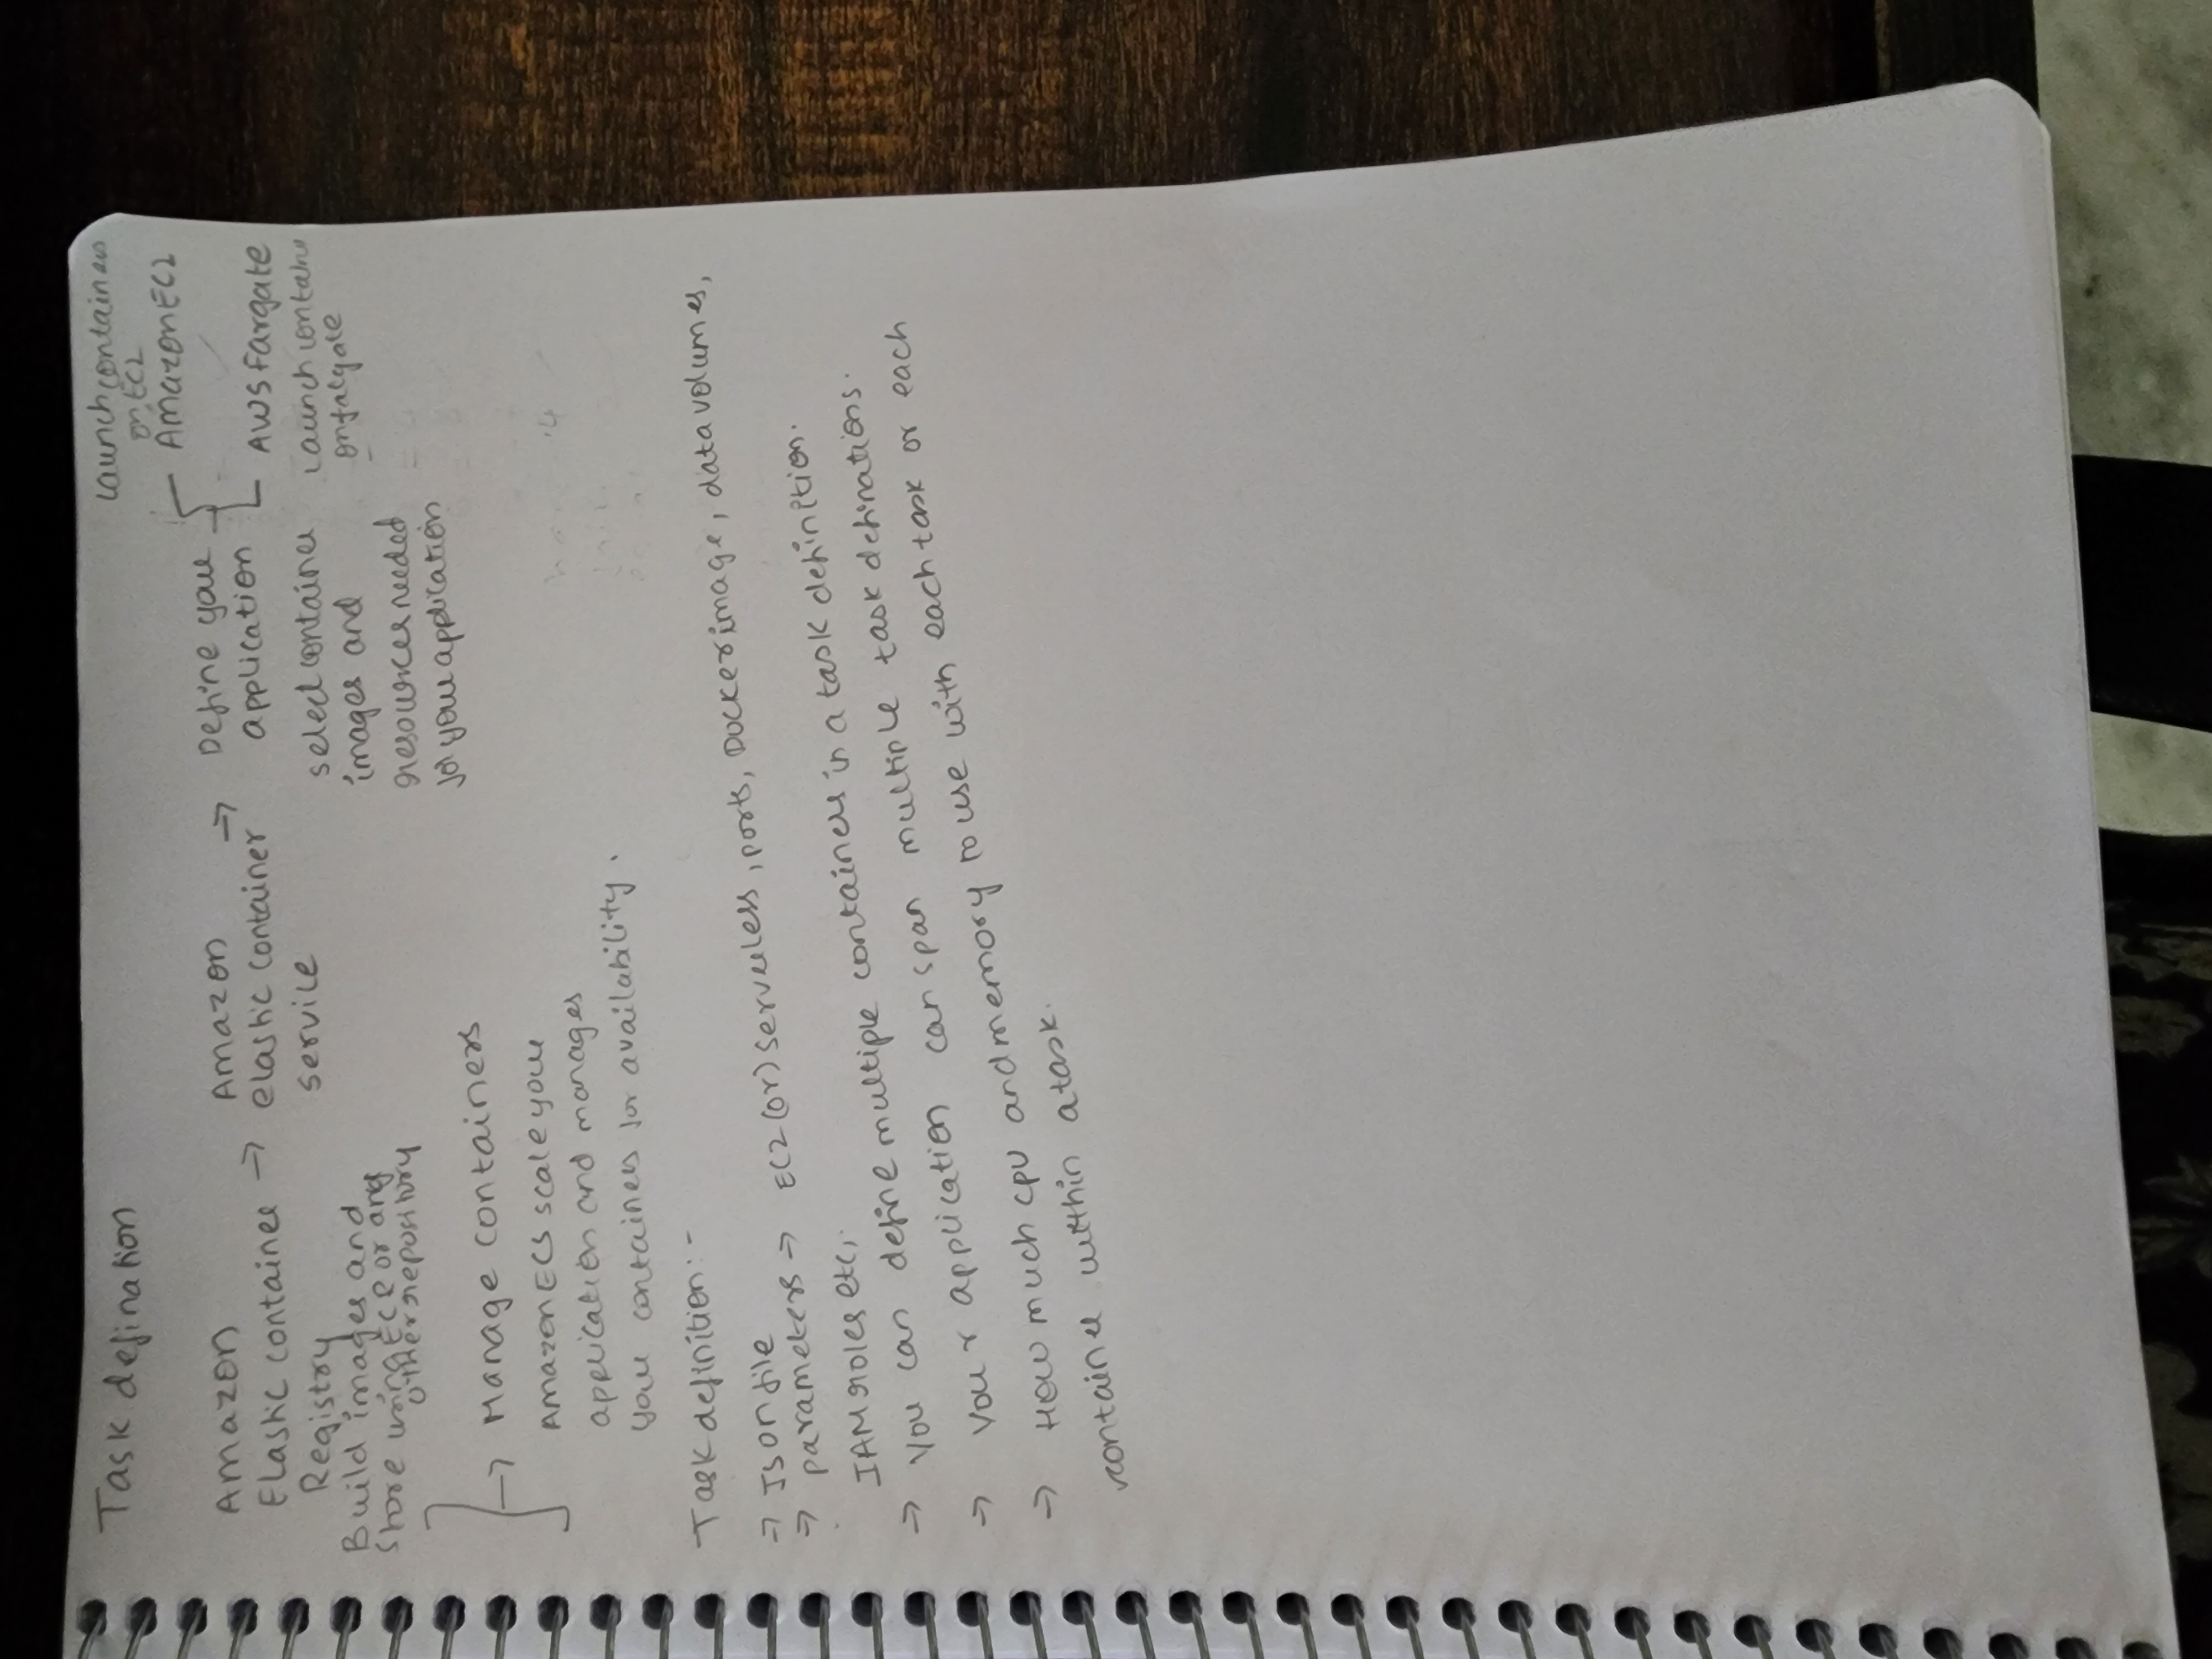 Task defination
Launch containers
on EC2
Amazon EC2
Amazon
Elastic container
Registry
→ Amazon
elastic container
service
→ Define your
application
AWS Fargate
Build images and
store using ECR or any
other repository
select container
images and
resources needed
for your application
Launch container
on fargate
→ Manage containers
Amazon ECS scale your
application and manages
your containers for availability.
Task definition:-
→ Json file
→ parameters → EC2 (or) Serverless, ports, Docker image, data volumes,
IAM roles etc,.
→ You can define multiple containers in a task definition.
→ Your application can span multiple task definations.
→ How much cpu and memory to use with each task or each
container within a task.